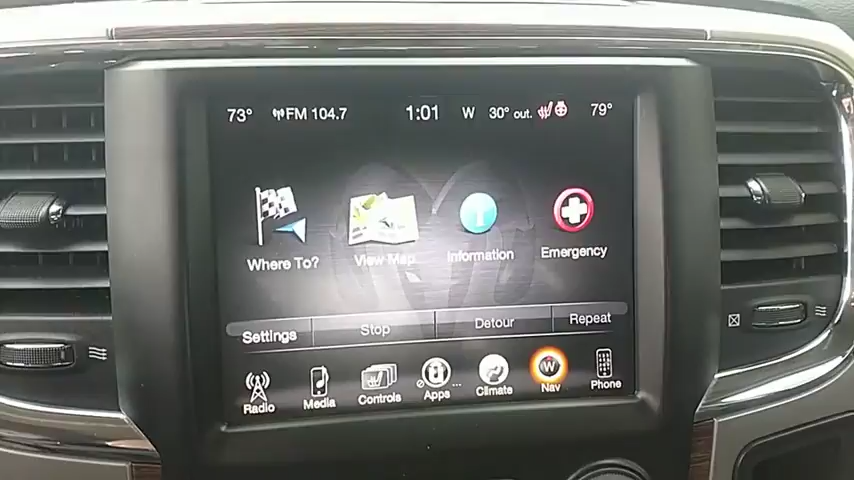 73° FM 104.7 1:01 W 30° out. 79°
Where To? View Map Information Emergency
Settings Stop Detour Repeat
Radio Media Controls Apps... Climate Nav Phone